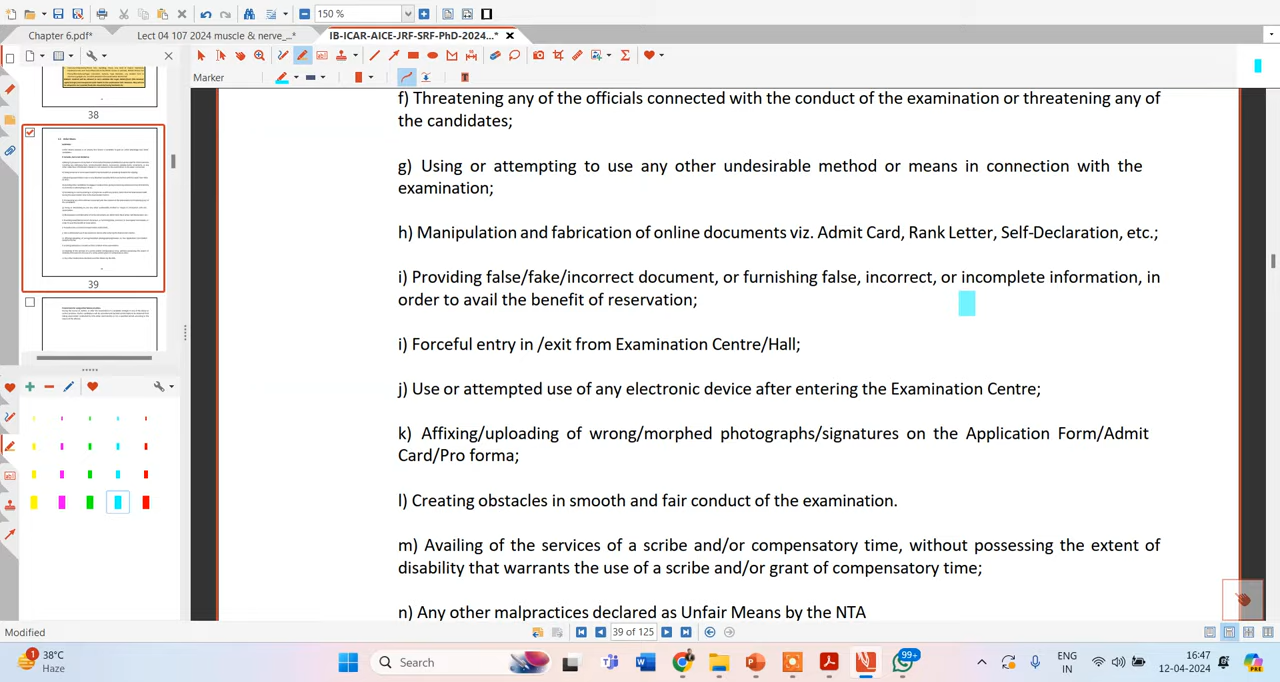 150 %
Chapter 6.pdf*
Lect 04 107 2024 muscle & nerve_...*
IB-ICAR-AICE-JRF-SRF-PhD-2024...*
Marker
38
39
f) Threatening any of the officials connected with the conduct of the examination or threatening any of
the candidates;
g) Using or attempting to use any other undesirable method or means in connection with the
examination;
h) Manipulation and fabrication of online documents viz. Admit Card, Rank Letter, Self-Declaration, etc.;
i) Providing false/fake/incorrect document, or furnishing false, incorrect, or incomplete information, in
order to avail the benefit of reservation;
i) Forceful entry in /exit from Examination Centre/Hall;
j) Use or attempted use of any electronic device after entering the Examination Centre;
k) Affixing/uploading of wrong/morphed photographs/signatures on the Application Form/Admit
Card/Pro forma;
l) Creating obstacles in smooth and fair conduct of the examination.
m) Availing of the services of a scribe and/or compensatory time, without possessing the extent of
disability that warrants the use of a scribe and/or grant of compensatory time;
n) Any other malpractices declared as Unfair Means by the NTA
Modified
39 of 125
1
38°C
Haze
Search
99+
ENG
IN
16:47
12-04-2024
PRE